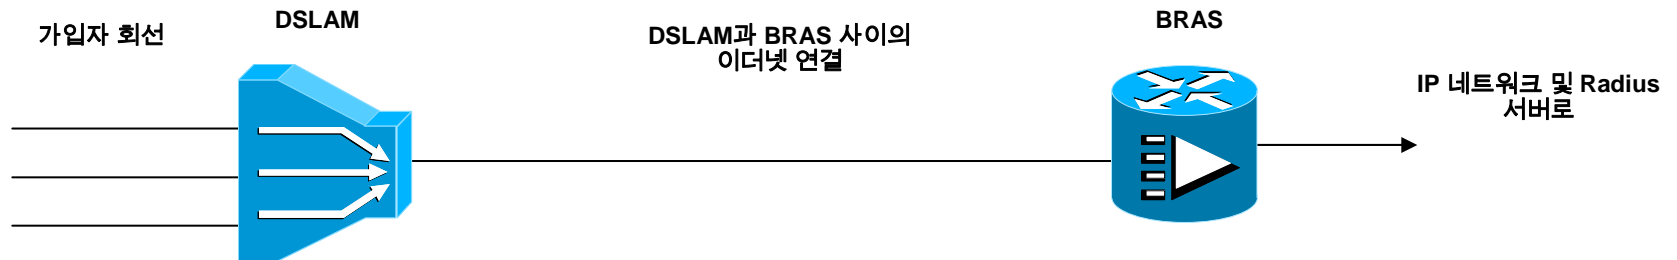 가입자 회선
DSLAM
DSLAM과 BRAS 사이의
이더넷 연결
BRAS
IP 네트워크 및 Radius
서버로